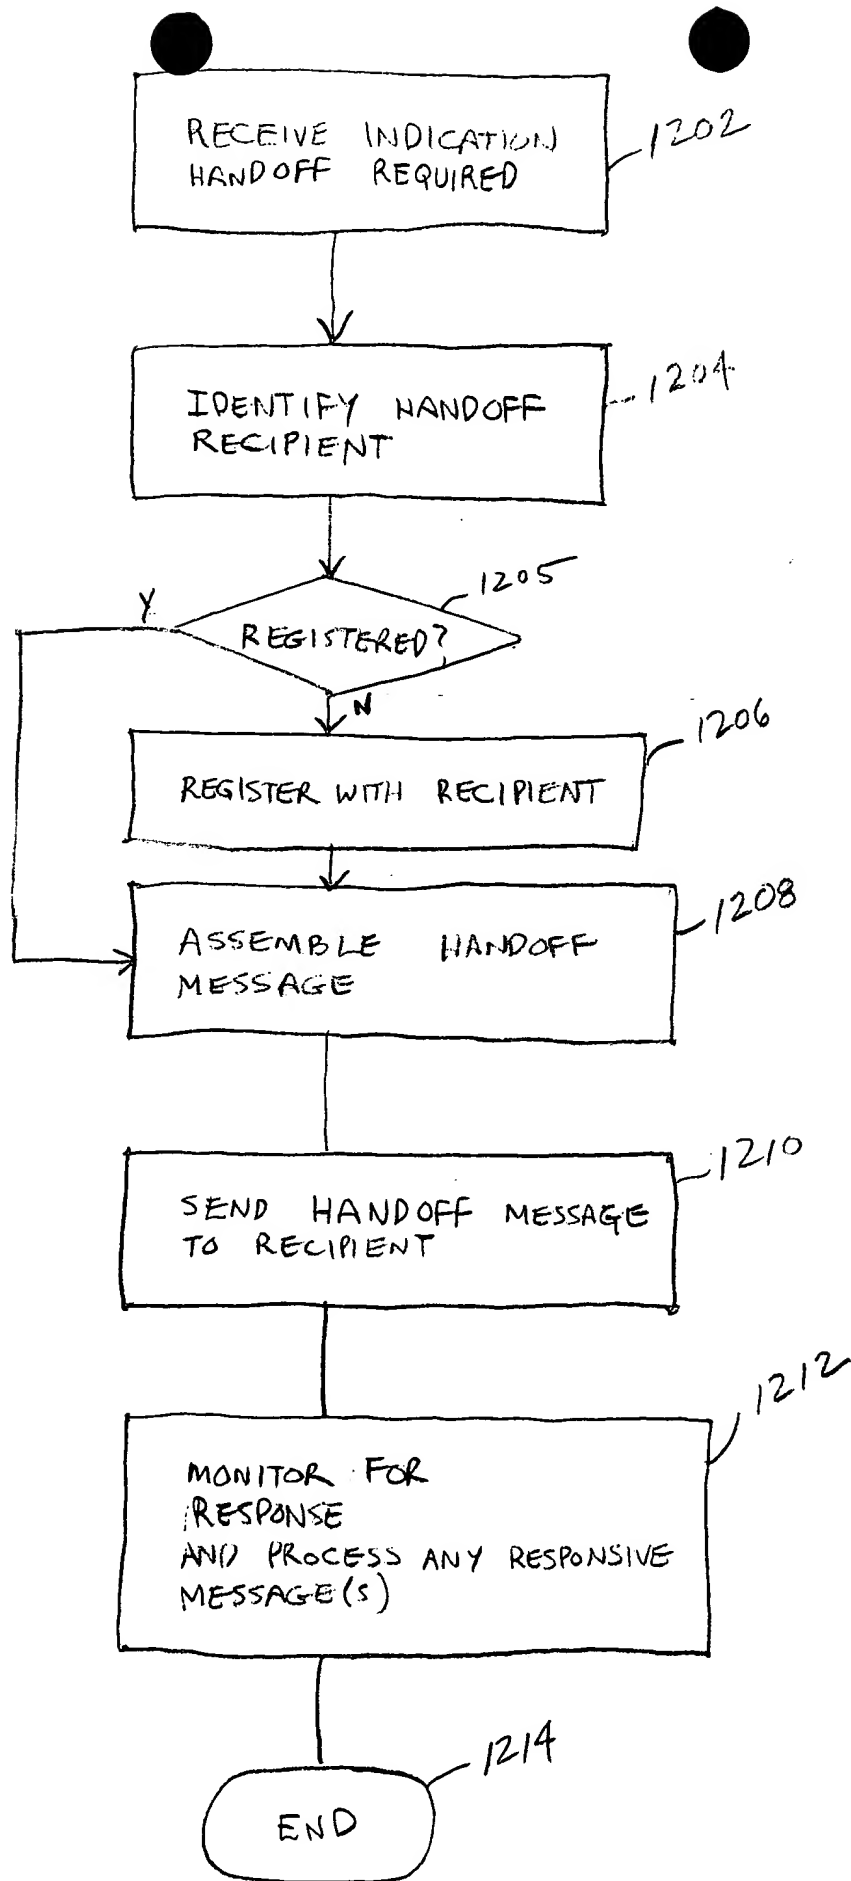 RECEIVE INDICATION
HANDOFF REQUIRED
1202
IDENTIFY HANDOFF
RECIPIENT
1204
REGISTERED?
1205
Y
N
REGISTER WITH RECIPIENT
1206
ASSEMBLE HANDOFF
MESSAGE
1208
SEND HANDOFF MESSAGE
TO RECIPIENT
1210
MONITOR FOR
RESPONSE
AND PROCESS ANY RESPONSIVE
MESSAGE(S)
1212
END
1214